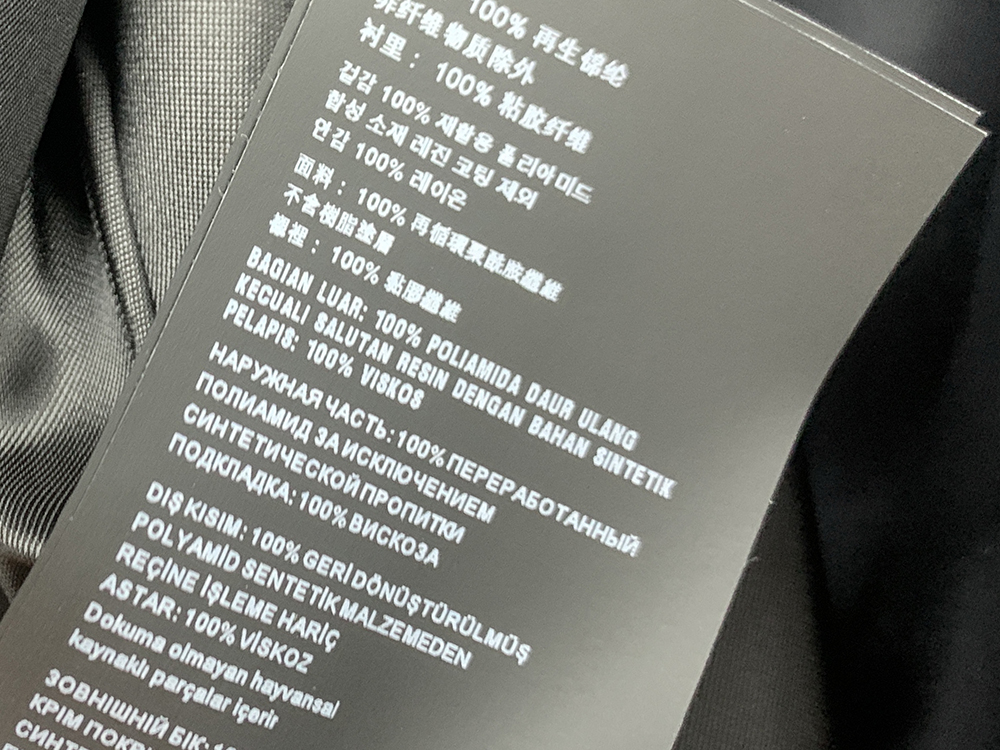 100% 再生锦纶
非纤维物质除外
衬里： 100% 粘胶纤维
겉감 100% 재활용 폴리아미드
합성 소재 레진 코팅 제외
안감 100% 레이온
面料： 100% 再循環聚酰胺纖維
不含樹脂塗層
襯裡： 100% 黏膠纖維
BAGIAN LUAR: 100% POLIAMIDA DAUR ULANG
KECUALI SALUTAN RESIN DENGAN BAHAN SINTETIK
PELAPIS: 100% VISKOS
НАРУЖНАЯ ЧАСТЬ: 100% ПЕРЕРАБОТАННЫЙ
ПОЛИАМИД ЗА ИСКЛЮЧЕНИЕМ
СИНТЕТИЧЕСКОЙ ПРОПИТКИ
ПОДКЛАДКА: 100% ВИСКОЗА
DIŞ KISIM: 100% GERİ DÖNÜŞTÜRÜLMÜŞ
POLYAMİD SENTETİK MALZEMEDEN
REÇİNE İŞLEME HARİÇ
ASTAR: 100% VİSKOZ
Dokuma olmayan hayvansal
kaynaklı parçalar içerir
ЗОВНІШНІЙ БІК:
КРІМ